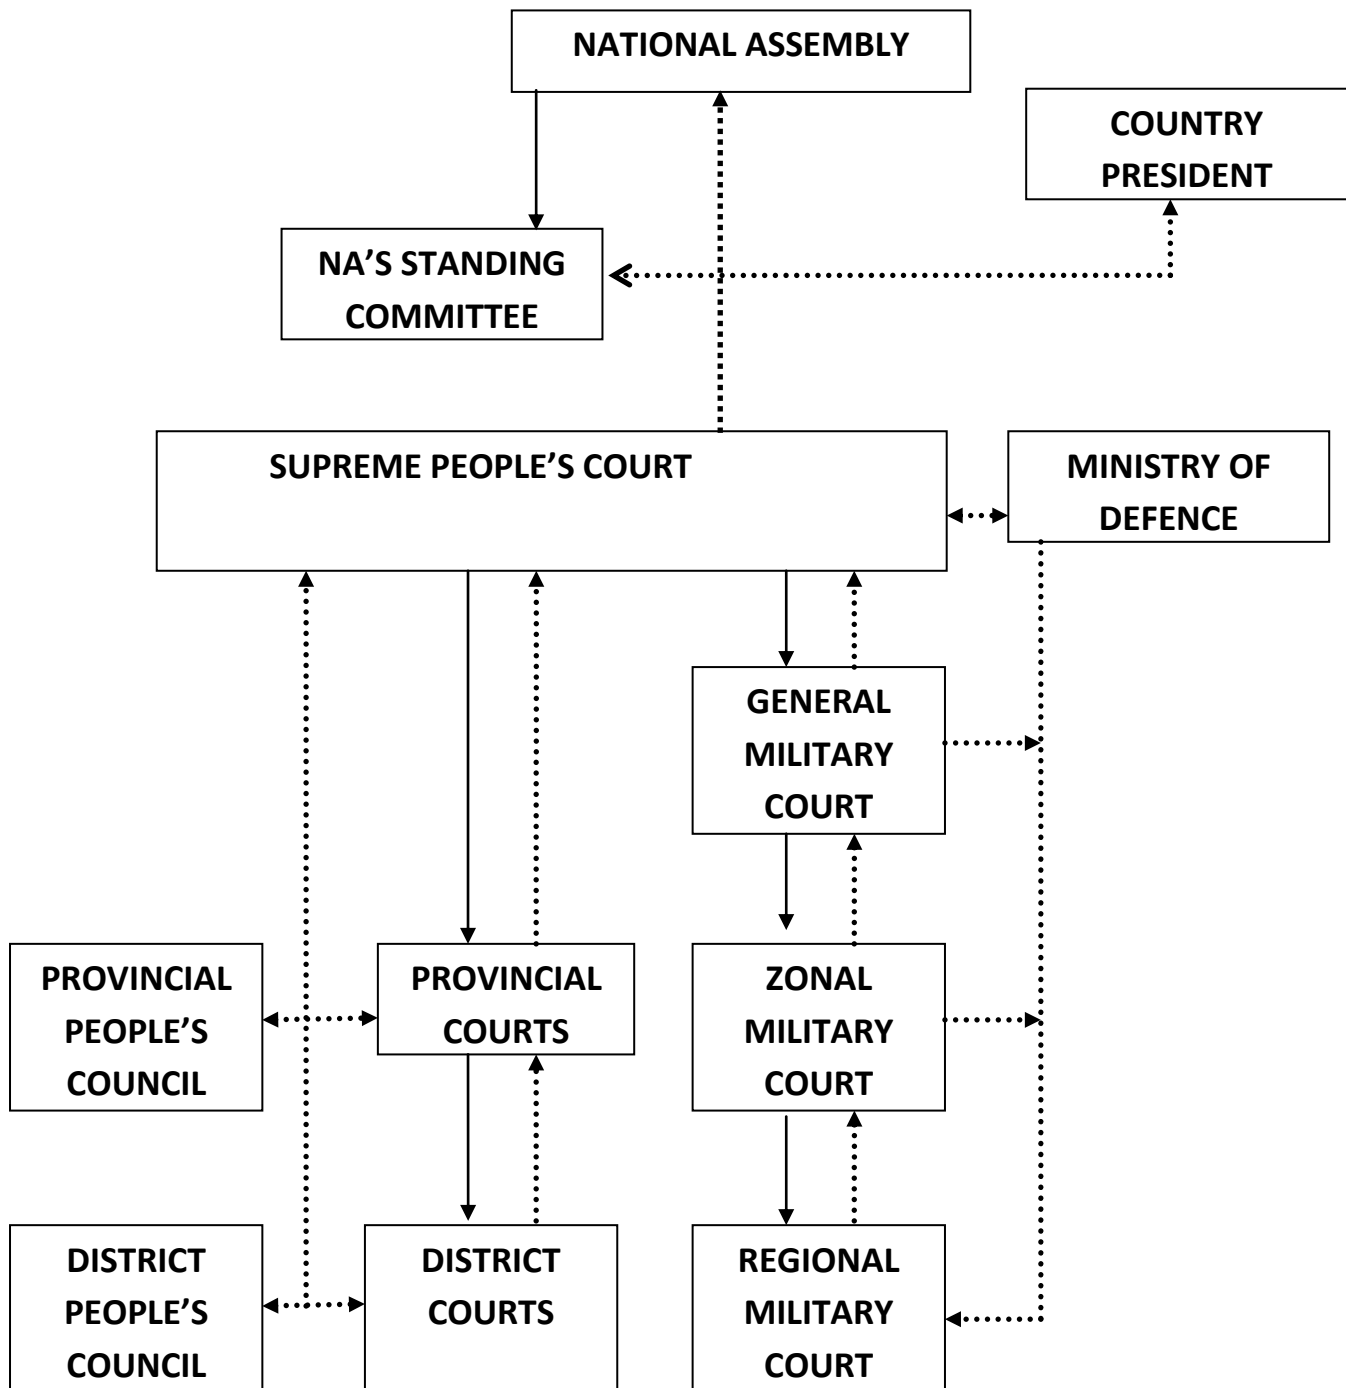 NATIONAL ASSEMBLY
COUNTRY
PRESIDENT
NA’S STANDING
COMMITTEE
SUPREME PEOPLE’S COURT
MINISTRY OF
DEFENCE
GENERAL
MILITARY
COURT
PROVINCIAL
PEOPLE’S
COUNCIL
PROVINCIAL
COURTS
ZONAL
MILITARY
COURT
DISTRICT
PEOPLE’S
COUNCIL
DISTRICT
COURTS
REGIONAL
MILITARY
COURT